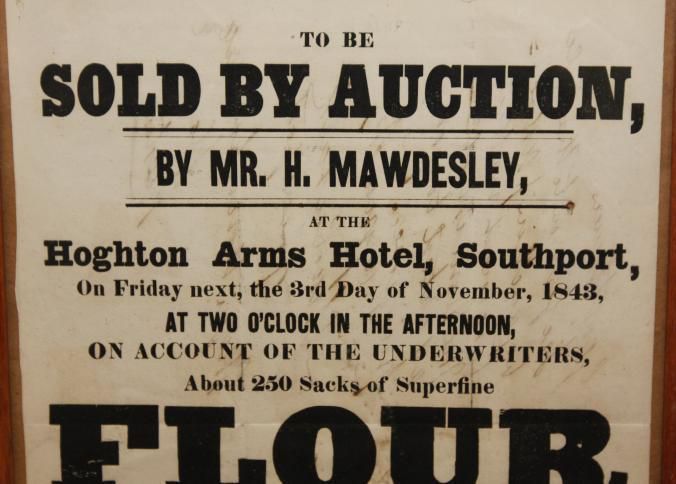 TO BE
SOLD BY AUCTION,
BY MR. H. MAWDESLEY,
AT THE
Hoghton Arms Hotel, Southport,
On Friday next, the 3rd Day of November, 1843,
AT TWO O'CLOCK IN THE AFTERNOON,
ON ACCOUNT OF THE UNDERWRITERS,
About 250 Sacks of Superfine
FLOUR